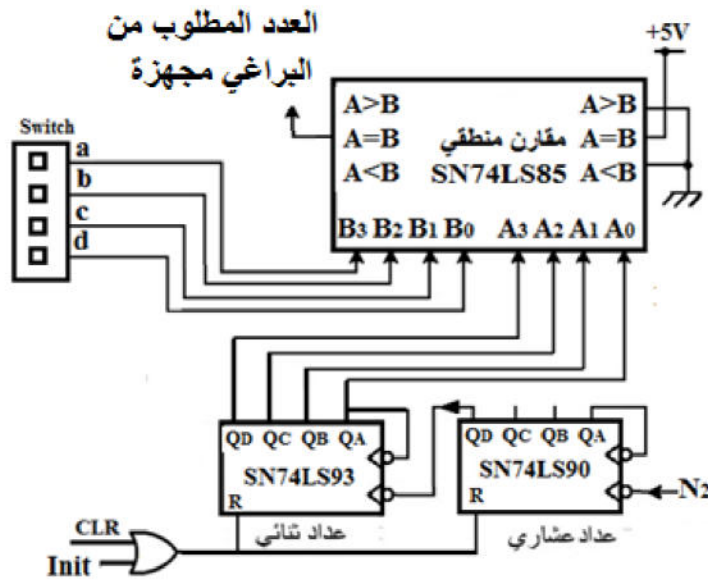 العدد المطلوب من
البراغي مجهزة
+5V
Switch
a
b
c
d
A>B A>B
A=B مقارن منطقي A=B
A<B SN74LS85 A<B
B3 B2 B1 B0 A3 A2 A1 A0
QD QC QB QA
SN74LS93
R
QD QC QB QA
SN74LS90
R
N2
CLR
Init
عداد ثنائي
عداد عشاري